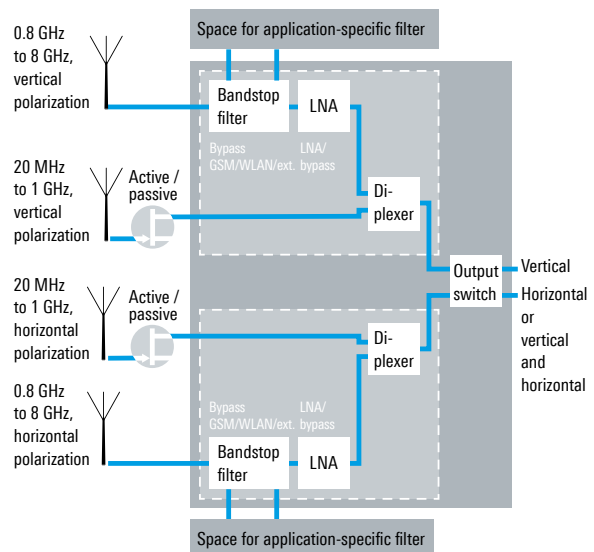 Space for application-specific filter
0.8 GHz
to 8 GHz,
vertical
polarization
Bandstop
filter
LNA
Bypass
GSM/WLAN/ext.
LNA/
bypass
20 MHz
to 1 GHz,
vertical
polarization
Active /
passive
Di-
plexer
Output
switch
Vertical
Horizontal
or
vertical
and
horizontal
20 MHz
to 1 GHz,
horizontal
polarization
Active /
passive
Di-
plexer
0.8 GHz
to 8 GHz,
horizontal
polarization
Bypass
GSM/WLAN/ext.
LNA/
bypass
Bandstop
filter
LNA
Space for application-specific filter